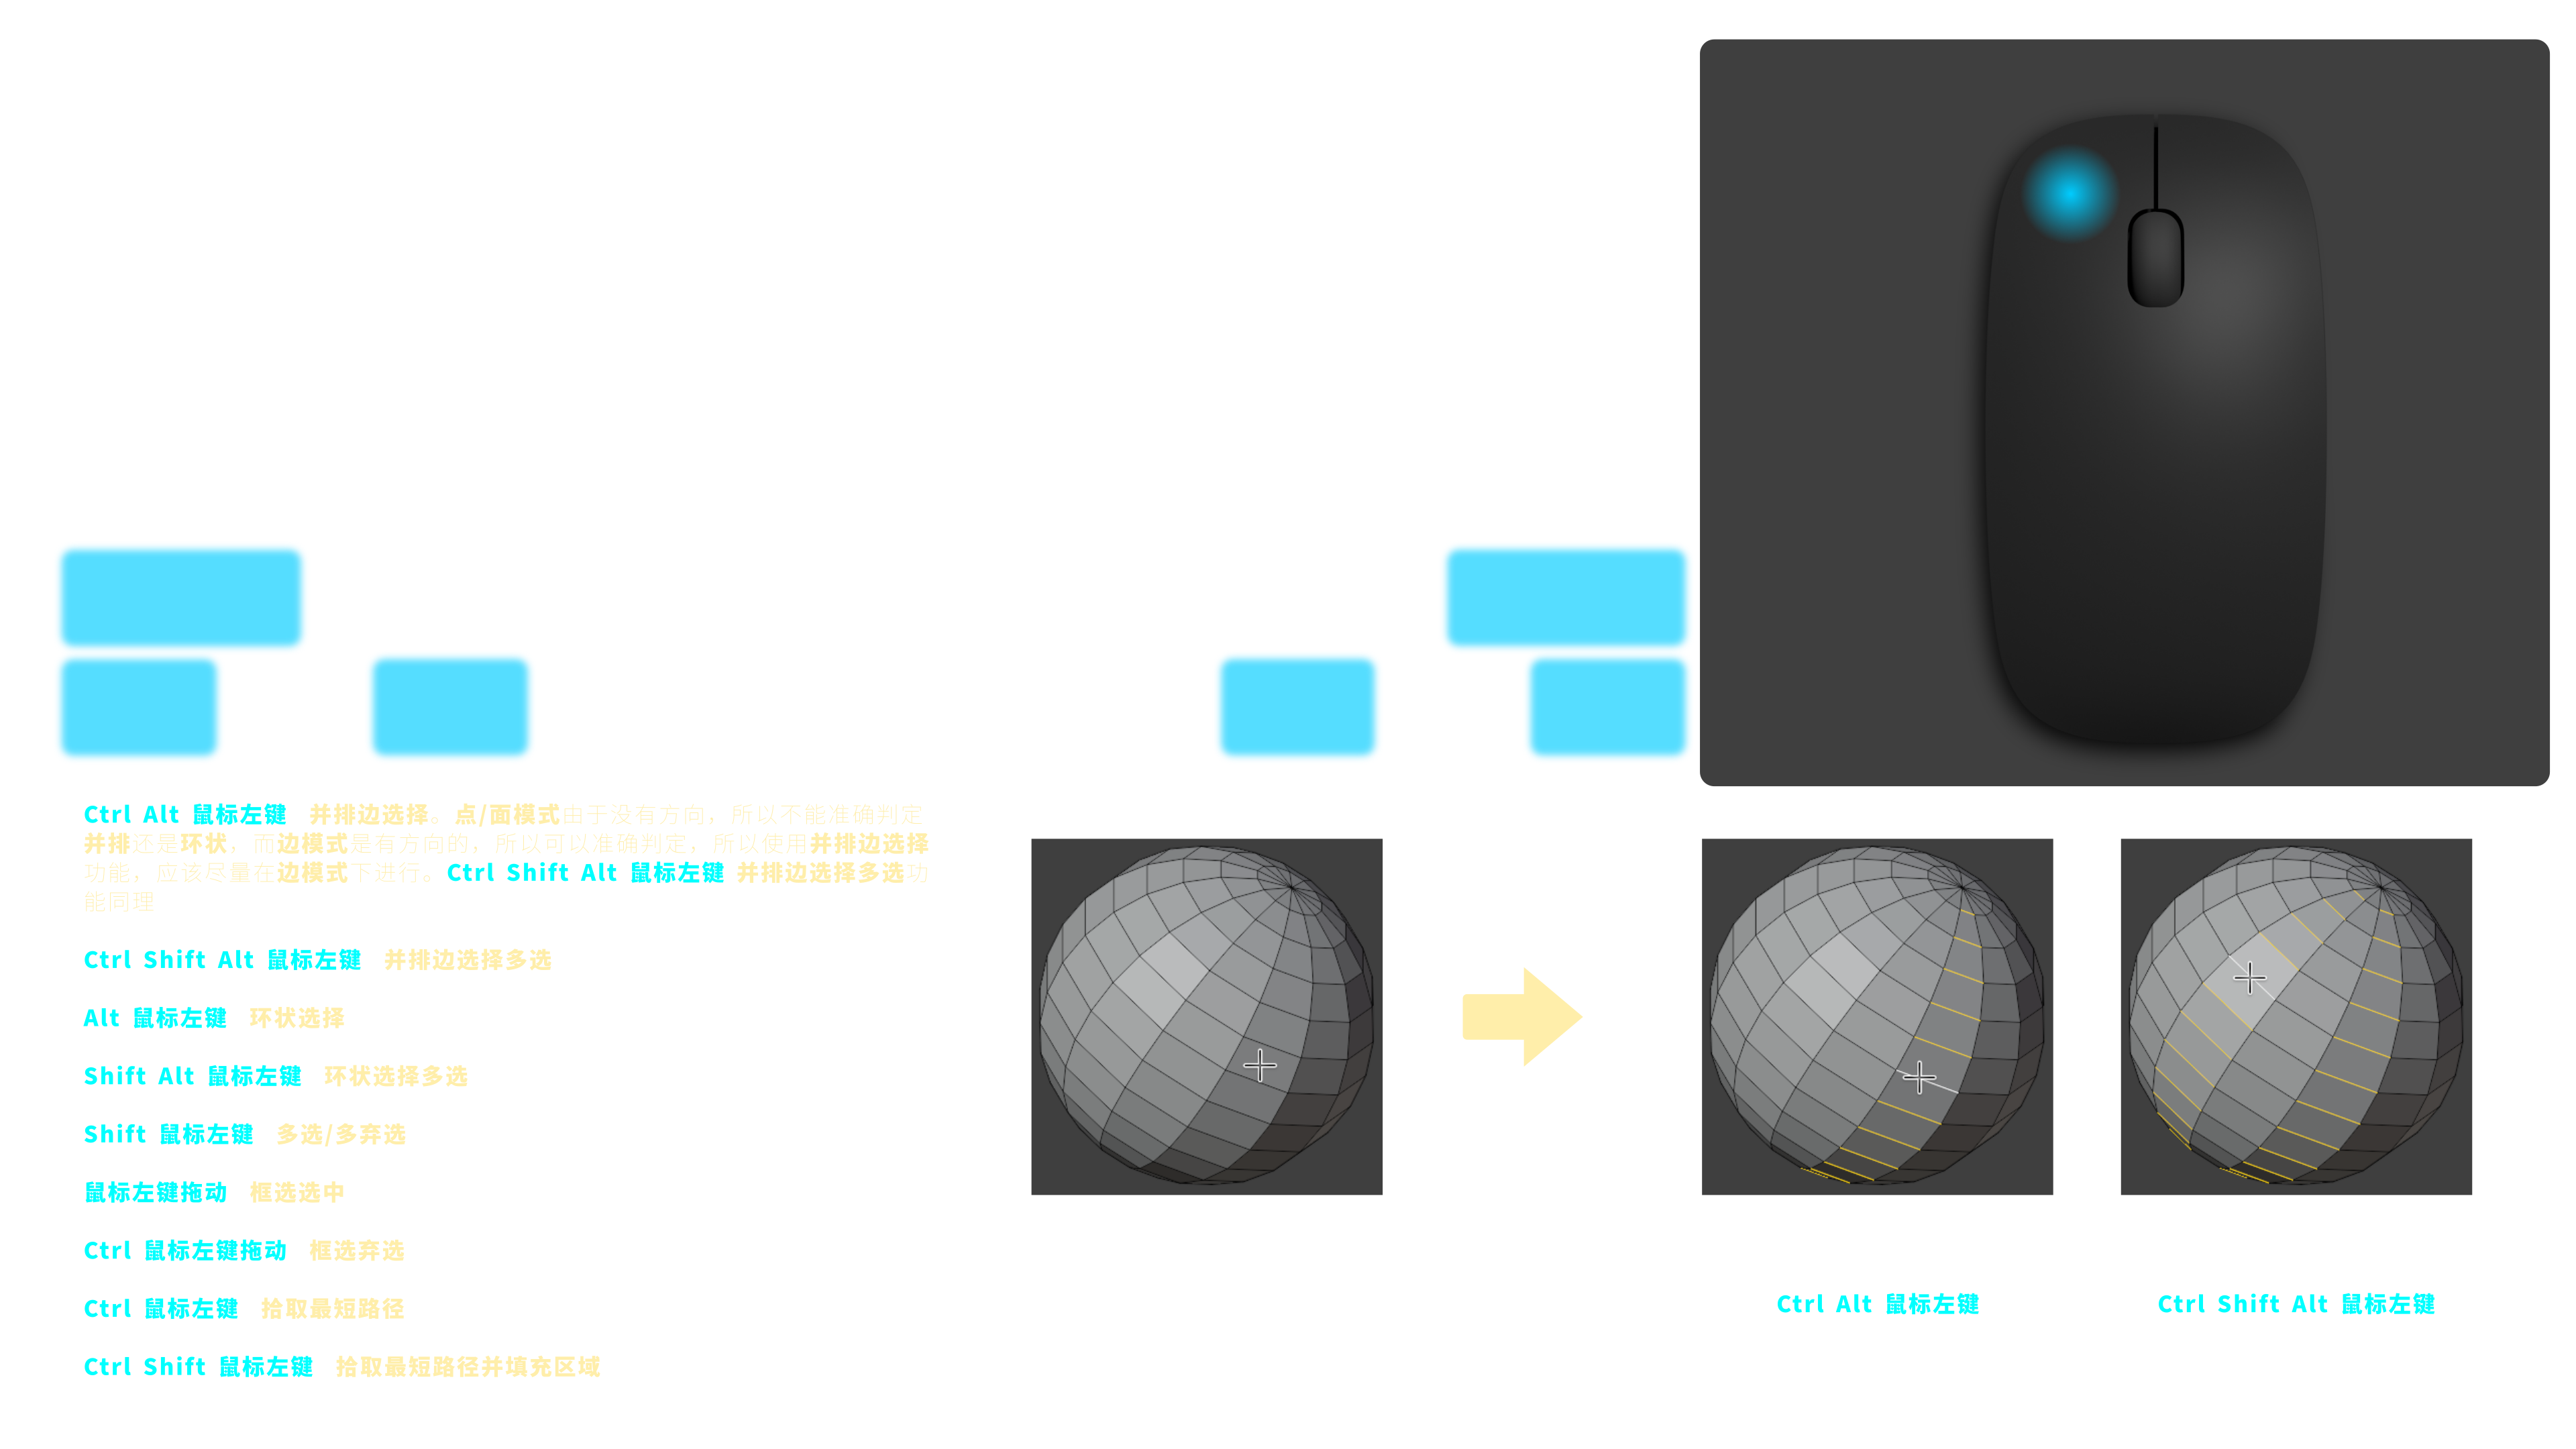 Ctrl Alt 鼠标左键 并排边选择。点/面模式由于没有方向，所以不能准确判定
并排还是环状，而边模式是有方向的，所以可以准确判定，所以使用并排边选择
功能，应该尽量在边模式下进行。Ctrl Shift Alt 鼠标左键 并排边选择多选功
能同理
Ctrl Shift Alt 鼠标左键 并排边选择多选
Alt 鼠标左键 环状选择
Shift Alt 鼠标左键 环状选择多选
Shift 鼠标左键 多选/多弃选
鼠标左键拖动 框选选中
Ctrl 鼠标左键拖动 框选弃选
Ctrl 鼠标左键 拾取最短路径
Ctrl Shift 鼠标左键 拾取最短路径并填充区域
Ctrl Alt 鼠标左键
Ctrl Shift Alt 鼠标左键